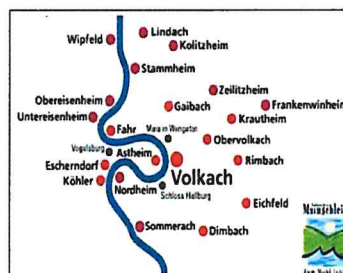 Lindach
Wipfeld
Kolitzheim
Stammheim
Zeilitzheim
Obereisenheim
Gaibach
Frankenwinheim
Untereisenheim
Krautheim
Fahr
Maria im Weingarten
Obervolkach
Vogelsburg
Astheim
Rimbach
Escherndorf
Volkach
Köhler
Nordheim
Schloss Hallburg
Eichfeld
Sommerach
Dimbach
Mainschleif